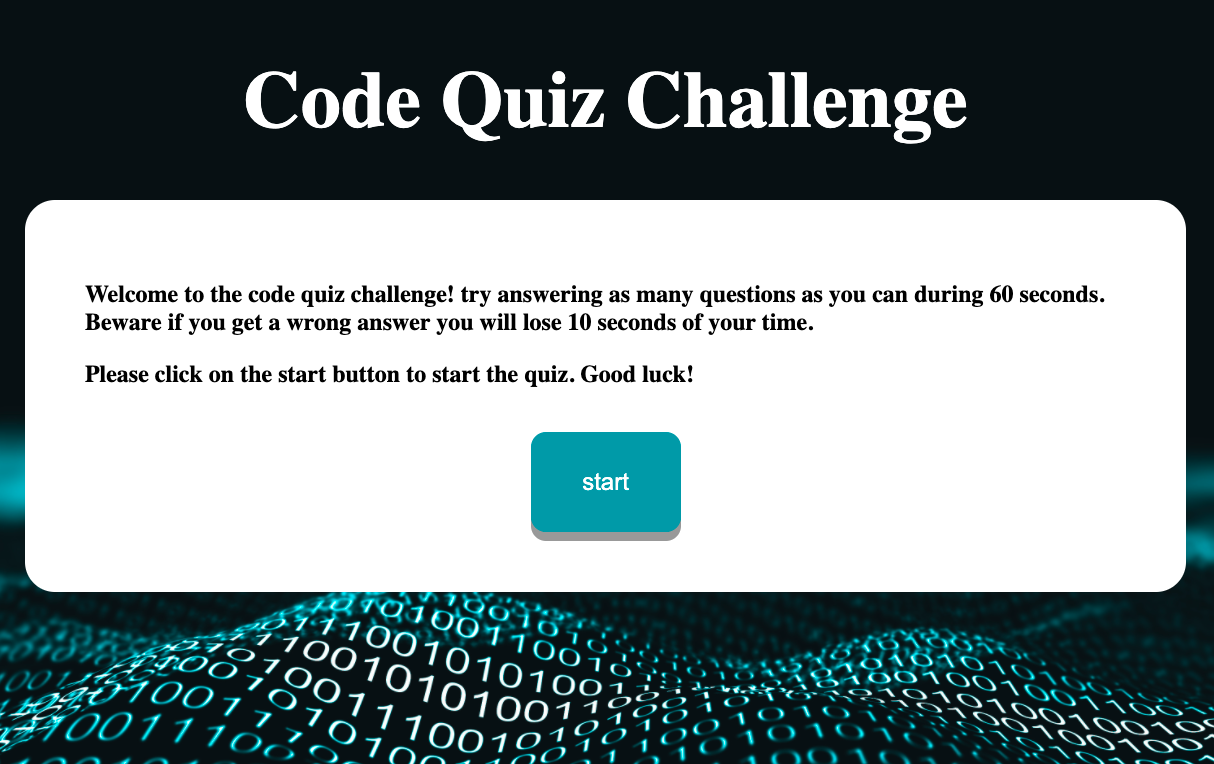 Code Quiz Challenge
Welcome to the code quiz challenge! try answering as many questions as you can during 60 seconds.
Beware if you get a wrong answer you will lose 10 seconds of your time.
Please click on the start button to start the quiz. Good luck!
start